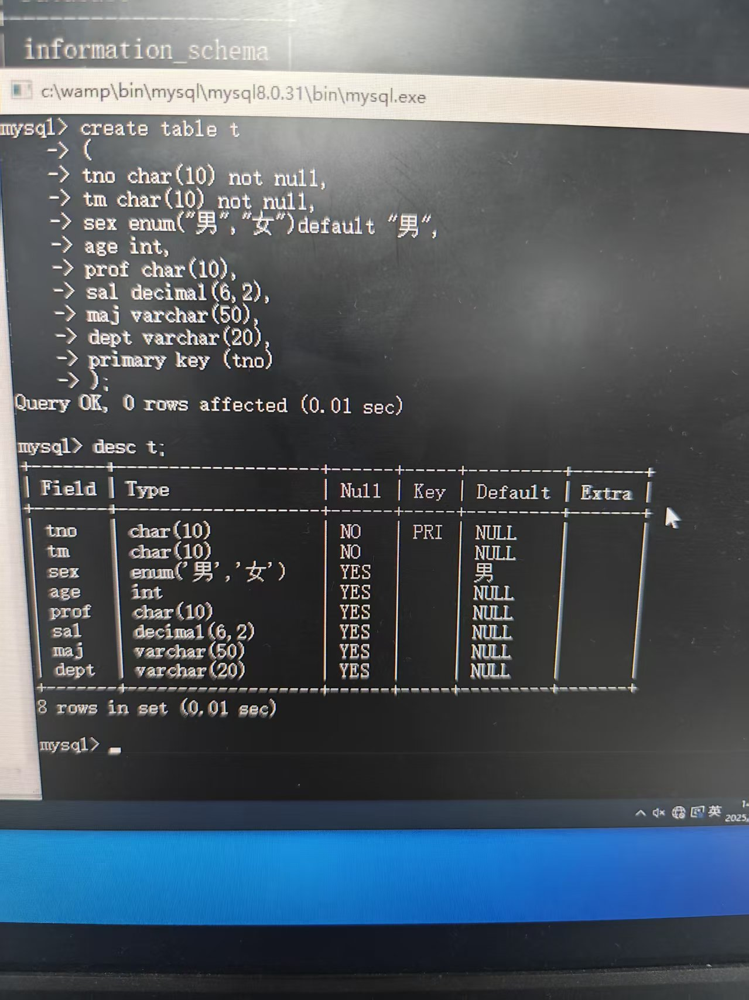 information_schema
c:\wamp\bin\mysql\mysql8.0.31\bin\mysql.exe
mysql> create table t
-> (
-> tno char(10) not null,
-> tm char(10) not null,
-> sex enum("男","女")default "男",
-> age int,
-> prof char(10),
-> sal decimal(6,2),
-> maj varchar(50),
-> dept varchar(20),
-> primary key (tno)
-> );
Query OK, 0 rows affected (0.01 sec)
mysql> desc t;
+-------+---------------+------+-----+---------+-------+
| Field | Type | Null | Key | Default | Extra |
+-------+---------------+------+-----+---------+-------+
| tno | char(10) | NO | PRI | NULL | |
| tm | char(10) | NO | | NULL | |
| sex | enum('男','女') | YES | | 男 | |
| age | int | YES | | NULL | |
| prof | char(10) | YES | | NULL | |
| sal | decimal(6,2) | YES | | NULL | |
| maj | varchar(50) | YES | | NULL | |
| dept | varchar(20) | YES | | NULL | |
+-------+---------------+------+-----+---------+-------+
8 rows in set (0.01 sec)
mysql>
英
2025